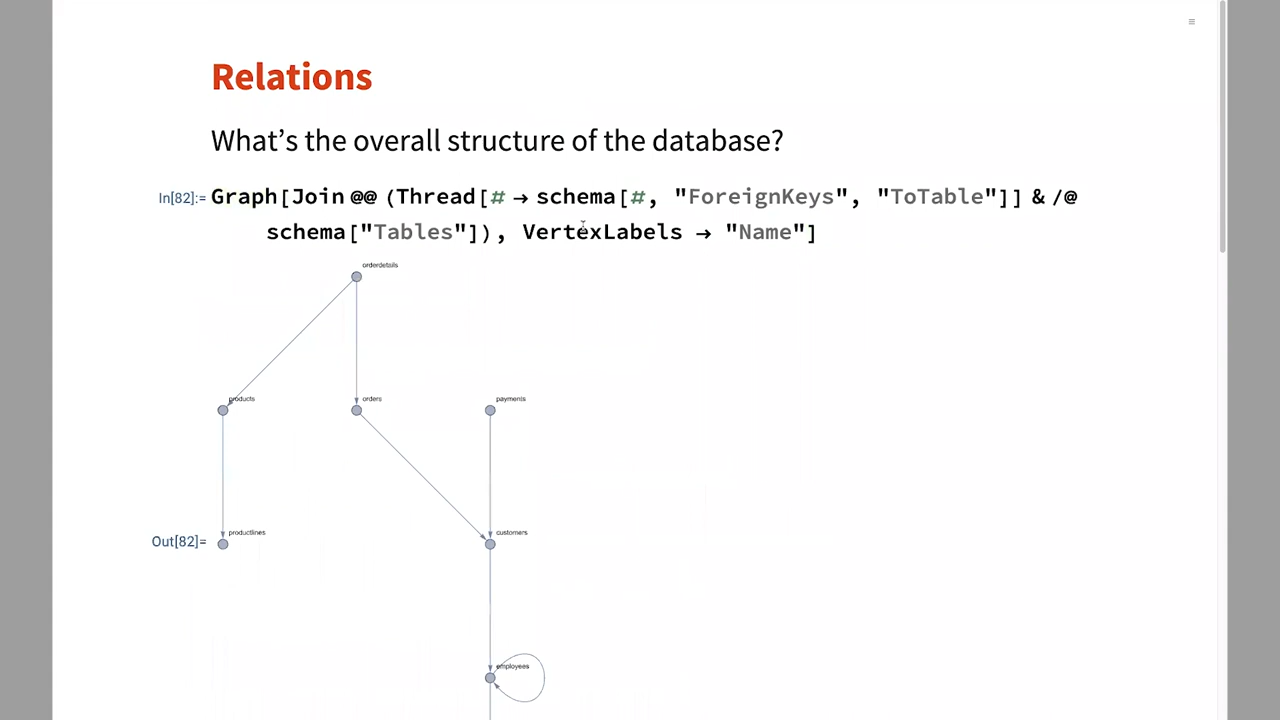 Relations
What's the overall structure of the database?
In[82]:= Graph[Join @@ (Thread[# → schema[#, "ForeignKeys", "ToTable"]] & /@
schema["Tables"]), VertexLabels → "Name"]
orderdetails
products
orders
payments
Out[82]=
productlines
customers
employees